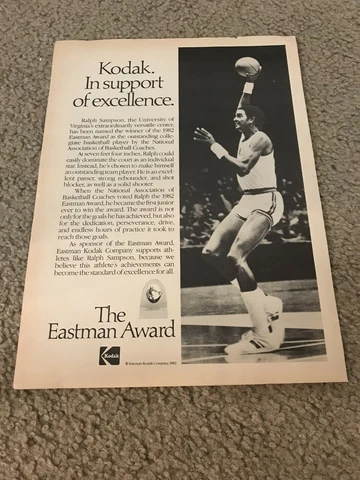 Kodak.
In support
of excellence.
Ralph Sampson, the University of
Virginia's extraordinarily versatile center,
has been named the winner of the 1982
Eastman Award as the outstanding colle-
giate basketball player by the National
Association of Basketball Coaches.
At seven feet four inches, Ralph could
easily dominate the court as an individual
star. Instead, he's chosen to make himself
an outstanding team player. He is an excel-
lent passer, strong rebounder, and shot
blocker, as well as a solid shooter.
When the National Association of
Basketball Coaches voted Ralph the 1982
Eastman Award, he became the first junior
ever to win the award. The award is not
only for the goals he has achieved, but also
for the dedication, perseverance, drive,
and endless hours of practice it took to
reach those goals.
As sponsor of the Eastman Award,
Eastman Kodak Company supports ath-
letes like Ralph Sampson, because we
believe this athlete's achievements can
become the standard of excellence for all.
The
Eastman Award
Kodak
© Eastman Kodak Company, 1982